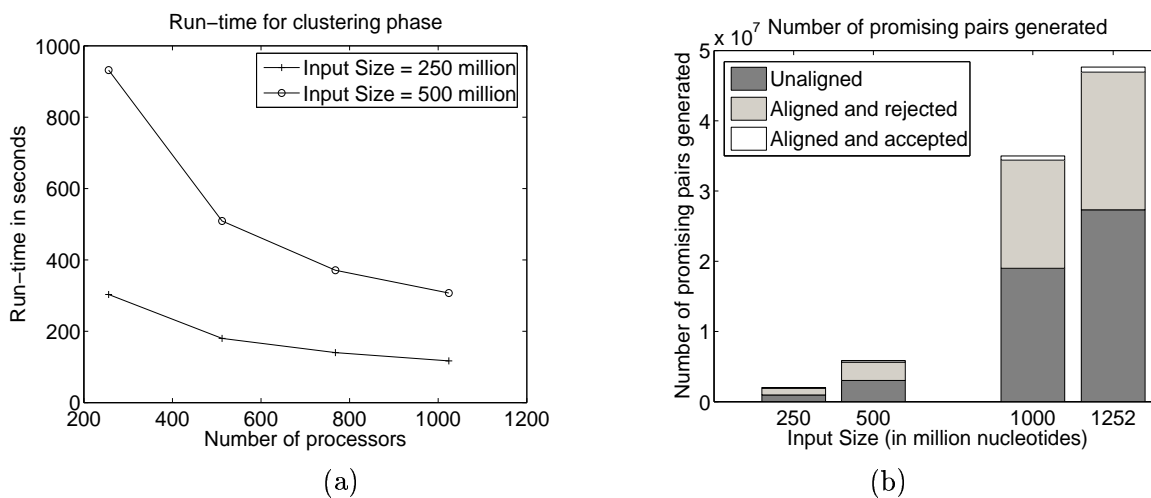 Run-time for clustering phase
1000
800
600
400
200
0
Run-time in seconds
Input Size = 250 million
Input Size = 500 million
200 400 600 800 1000 1200
Number of processors
(a)
Number of promising pairs generated
x 10^7
5
4
3
2
1
0
Number of promising pairs generated
Unaligned
Aligned and rejected
Aligned and accepted
250 500 1000 1252
Input Size (in million nucleotides)
(b)